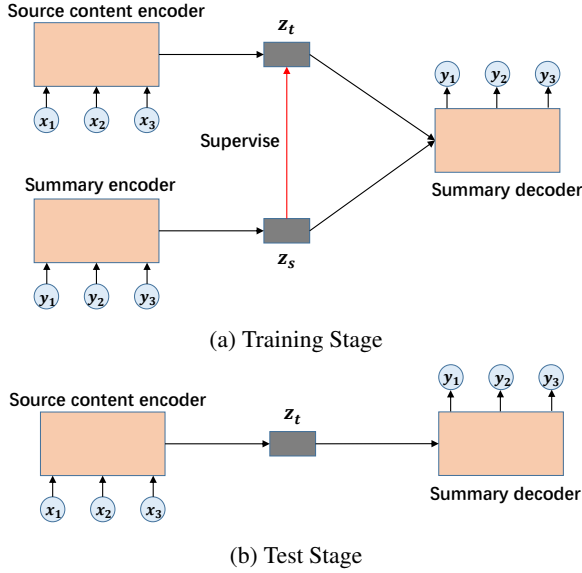 Source content encoder
z_t
x_1 x_2 x_3
y_1 y_2 y_3
Supervise
Summary encoder
Summary decoder
z_s
y_1 y_2 y_3
(a) Training Stage
Source content encoder
z_t
y_1 y_2 y_3
x_1 x_2 x_3
Summary decoder
(b) Test Stage